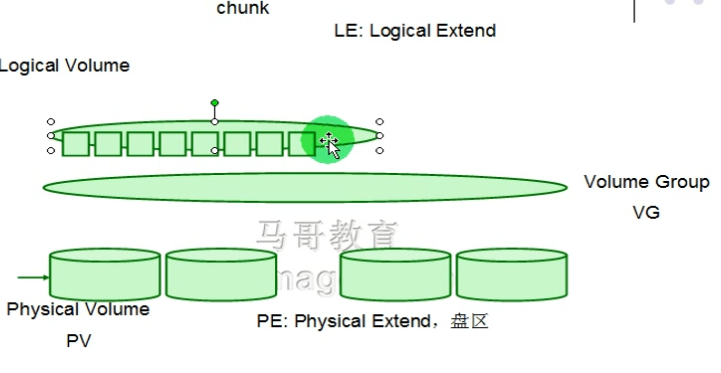 chunk
LE: Logical Extend
Logical Volume
Volume Group
VG
马哥教育
mag
Physical Volume
PE: Physical Extend，盘区
PV